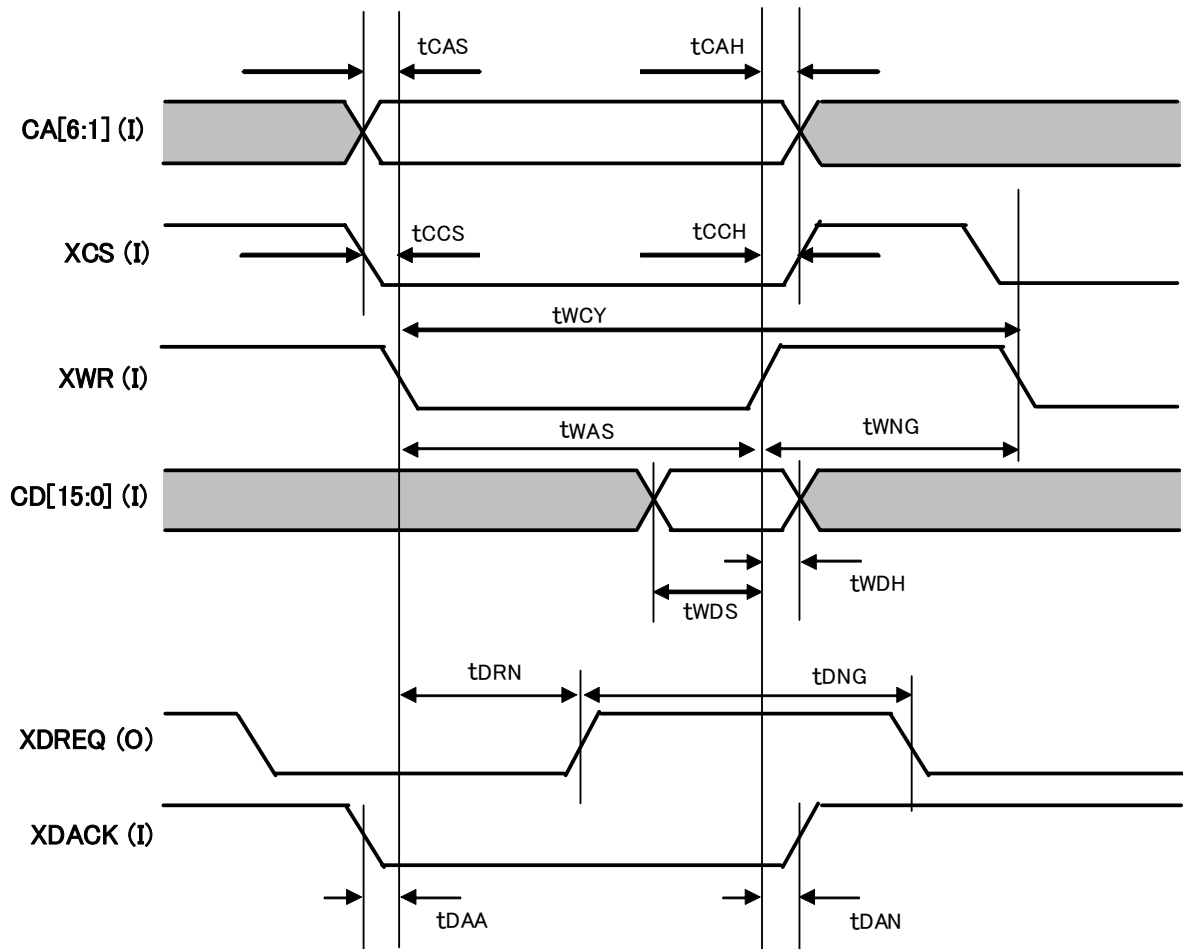 tCAS tCAH
CA[6:1] (I)
tCCS tCCH
XCS (I)
tWCY
XWR (I)
tWAS tWNG
CD[15:0] (I)
tWDH
tWDS
tDRN tDNG
XDREQ (O)
XDACK (I)
tDAA tDAN